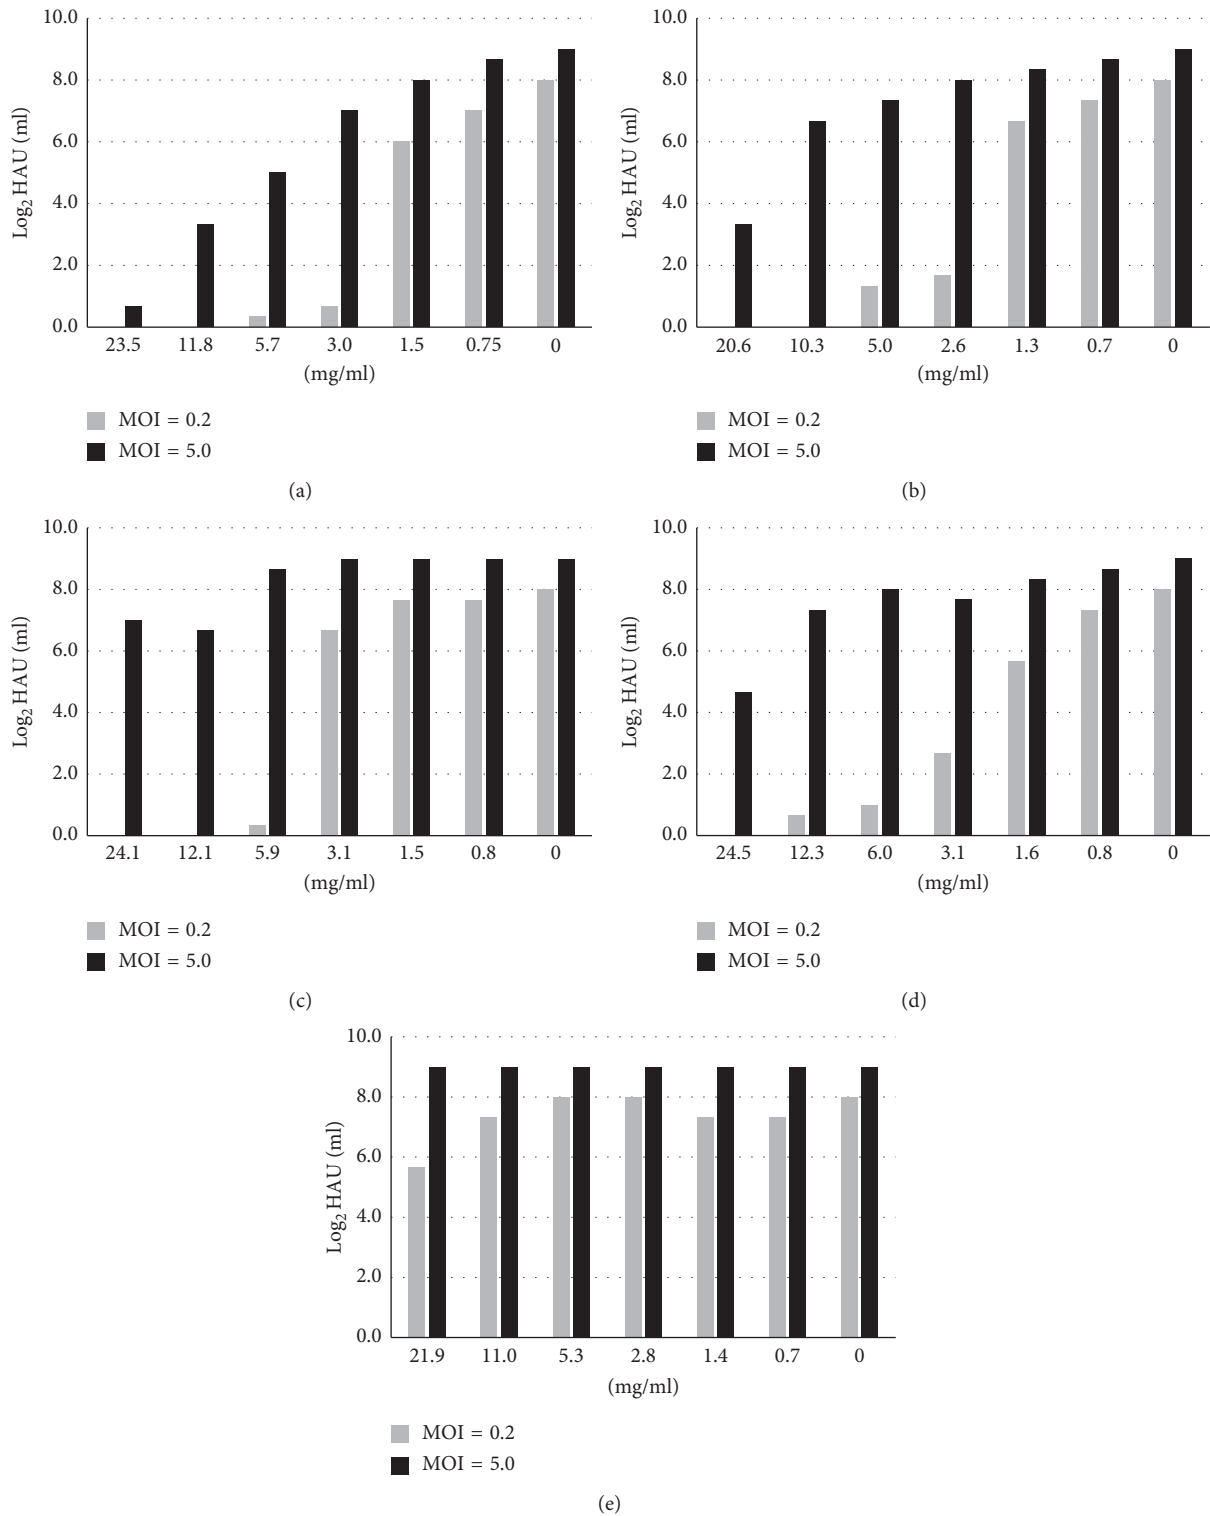 10.0
8.0
6.0
4.0
2.0
0.0
Log₂ HAU (ml)
23.5 11.8 5.7 3.0 1.5 0.75 0
(mg/ml)
MOI = 0.2
MOI = 5.0
(a)
10.0
8.0
6.0
4.0
2.0
0.0
Log₂ HAU (ml)
20.6 10.3 5.0 2.6 1.3 0.7 0
(mg/ml)
MOI = 0.2
MOI = 5.0
(b)
10.0
8.0
6.0
4.0
2.0
0.0
Log₂ HAU (ml)
24.1 12.1 5.9 3.1 1.5 0.8 0
(mg/ml)
MOI = 0.2
MOI = 5.0
(c)
10.0
8.0
6.0
4.0
2.0
0.0
Log₂ HAU (ml)
24.5 12.3 6.0 3.1 1.6 0.8 0
(mg/ml)
MOI = 0.2
MOI = 5.0
(d)
10.0
8.0
6.0
4.0
2.0
0.0
Log₂ HAU (ml)
21.9 11.0 5.3 2.8 1.4 0.7 0
(mg/ml)
MOI = 0.2
MOI = 5.0
(e)